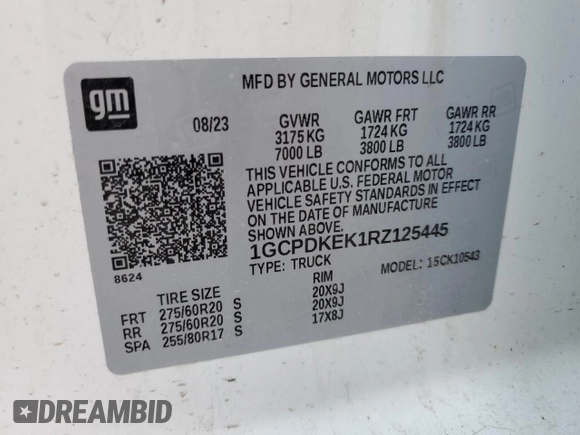 MFD BY GENERAL MOTORS LLC
gm
08/23 GVWR GAWR FRT GAWR RR
3175 KG 1724 KG 1724 KG
7000 LB 3800 LB 3800 LB
THIS VEHICLE CONFORMS TO ALL
APPLICABLE U.S. FEDERAL MOTOR
VEHICLE SAFETY STANDARDS IN EFFECT
ON THE DATE OF MANUFACTURE.
1GCPDKEK1RZ125445
8624
TYPE: TRUCK MODEL: 15CK10543
TIRE SIZE RIM
FRT 275/60R20 S 20X9J
RR 275/60R20 S 20X9J
SPA 255/80R17 S 17X8J
DREAMBID